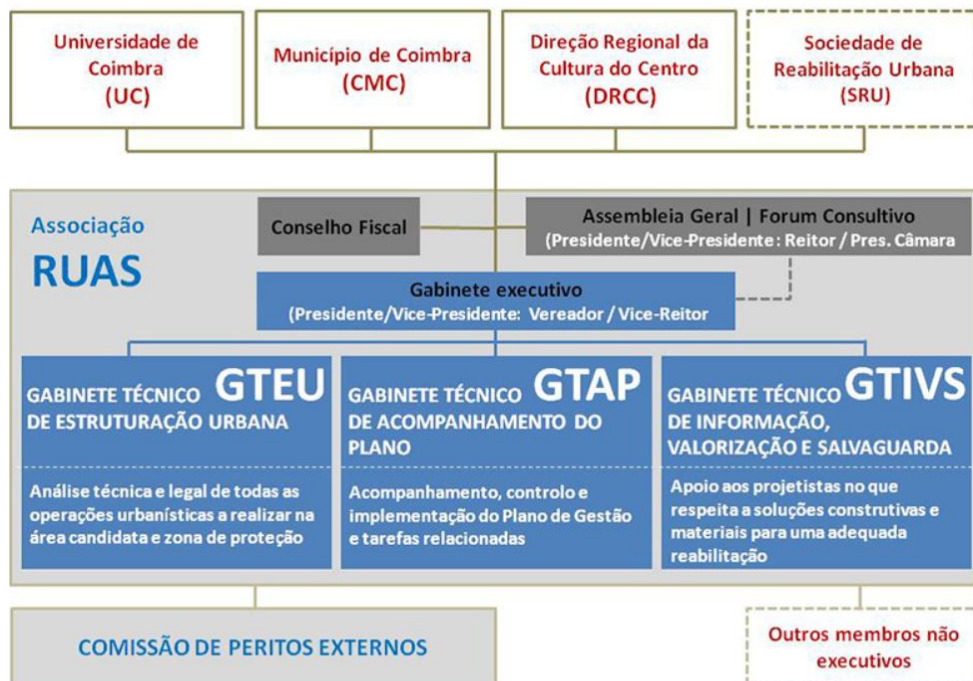 Universidade de
Coimbra
(UC)
Município de Coimbra
(CMC)
Direção Regional da
Cultura do Centro
(DRCC)
Sociedade de
Reabilitação Urbana
(SRU)
Associação
RUAS
Conselho Fiscal
Assembleia Geral | Forum Consultivo
(Presidente/Vice-Presidente: Reitor / Pres. Câmara
Gabinete executivo
(Presidente/Vice-Presidente: Vereador / Vice-Reitor
GABINETE TÉCNICO GTEU
DE ESTRUTURAÇÃO URBANA
Análise técnica e legal de todas as
operações urbanísticas a realizar na
área candidata e zona de proteção
GABINETE TÉCNICO GTAP
DE ACOMPANHAMENTO DO
PLANO
Acompanhamento, controlo e
implementação do Plano de Gestão
e tarefas relacionadas
GABINETE TÉCNICO GTIVS
DE INFORMAÇÃO,
VALORIZAÇÃO E SALVAGUARDA
Apoio aos projetistas no que
respeita a soluções construtivas e
materiais para uma adequada
reabilitação
COMISSÃO DE PERITOS EXTERNOS
Outros membros não
executivos